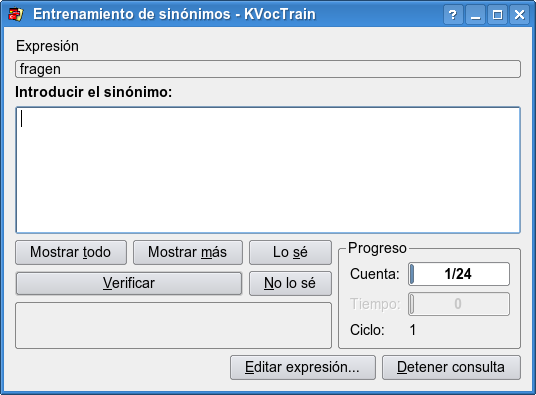 Entrenamiento de sinónimos - KVocTrain
Expresión
fragen
Introducir el sinónimo:
Mostrar todo
Mostrar más
Lo sé
Verificar
No lo sé
Progreso
Cuenta: 1/24
Tiempo: 0
Ciclo: 1
Editar expresión...
Detener consulta